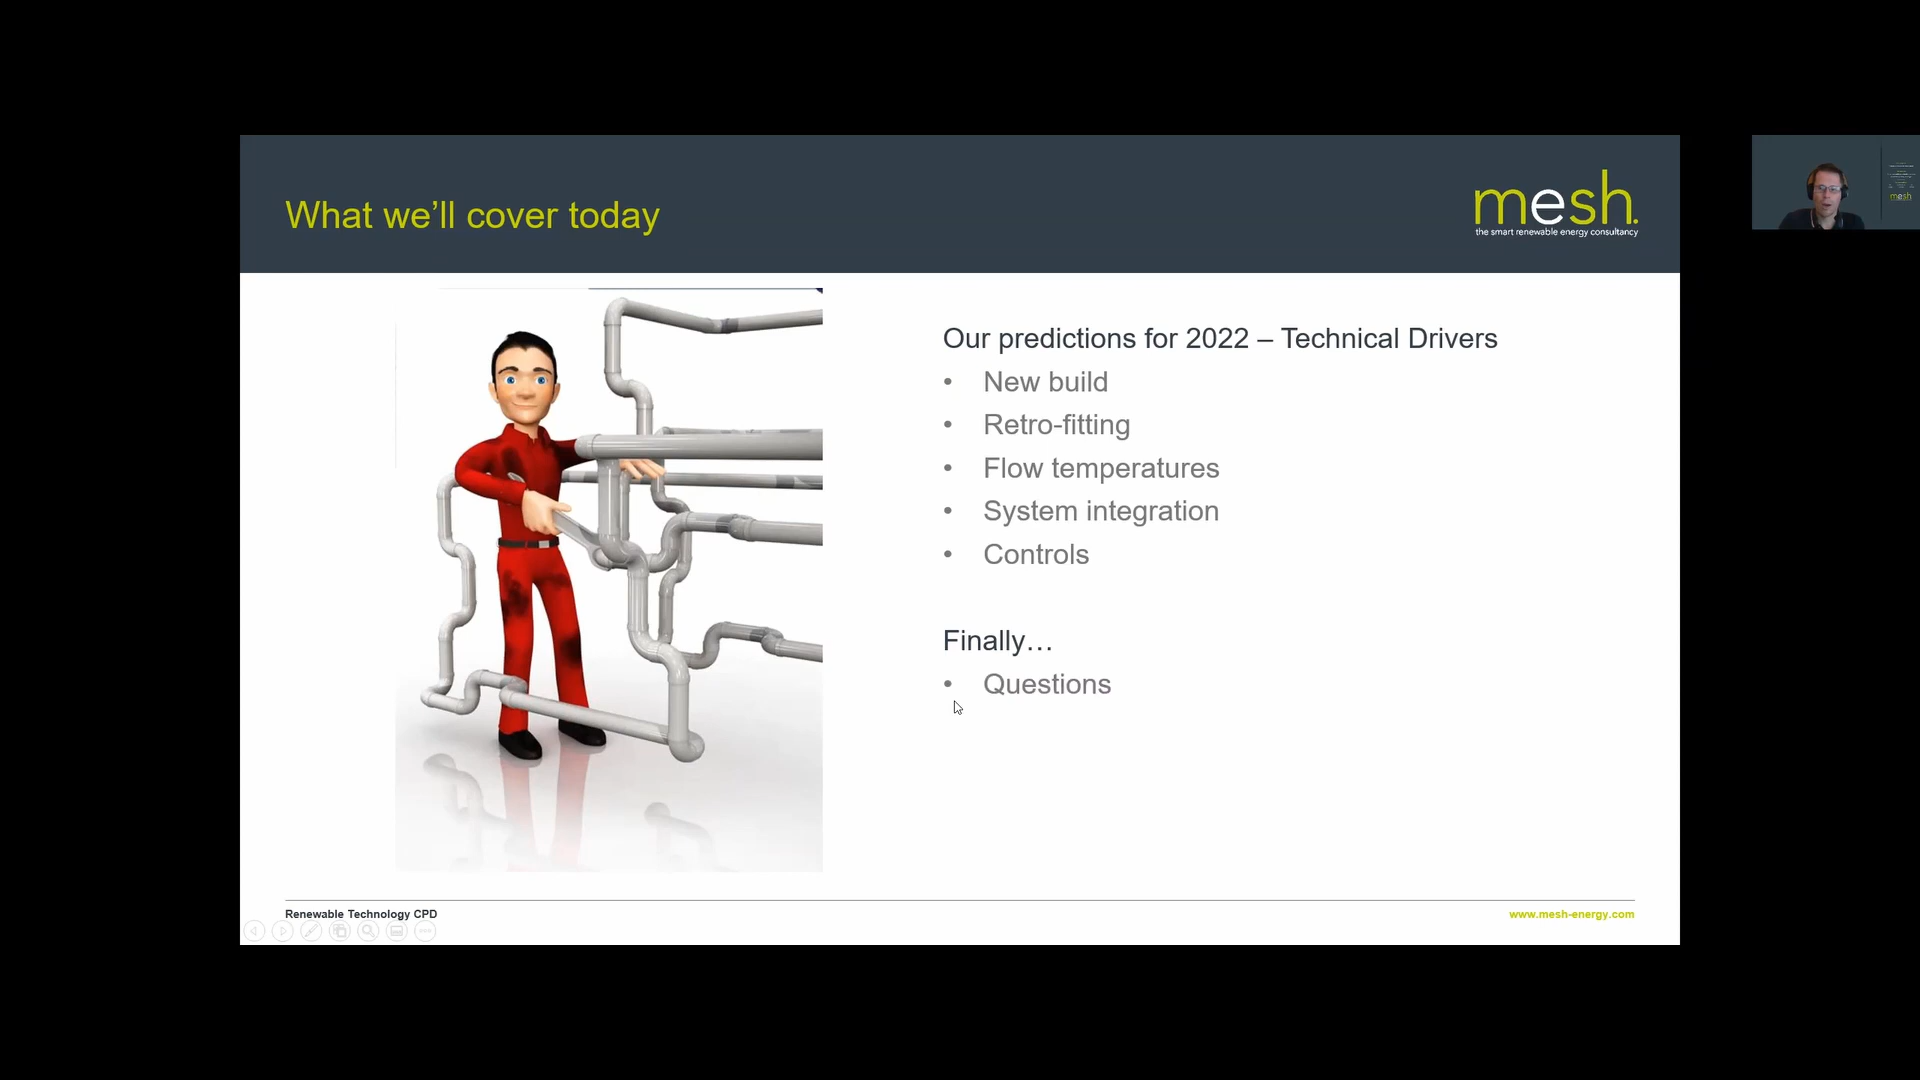 What we’ll cover today
mesh.
the smart renewable energy consultancy
mesh
Our predictions for 2022 – Technical Drivers
• New build
• Retro-fitting
• Flow temperatures
• System integration
• Controls
Finally…
• Questions
Renewable Technology CPD
www.mesh-energy.com